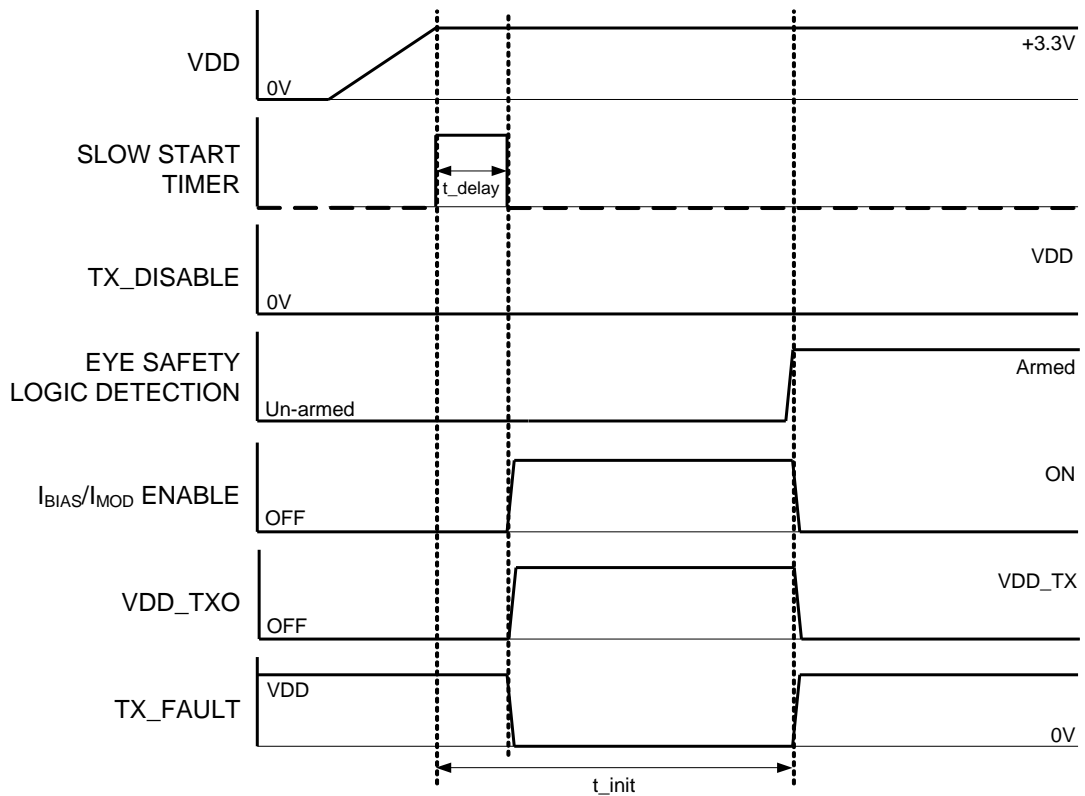 VDD
0V
+3.3V
SLOW START
TIMER
t_delay
TX_DISABLE
0V
VDD
EYE SAFETY
LOGIC DETECTION
Un-armed
Armed
IBIAS/IMOD ENABLE
OFF
ON
VDD_TXO
OFF
VDD_TX
TX_FAULT
VDD
0V
t_init